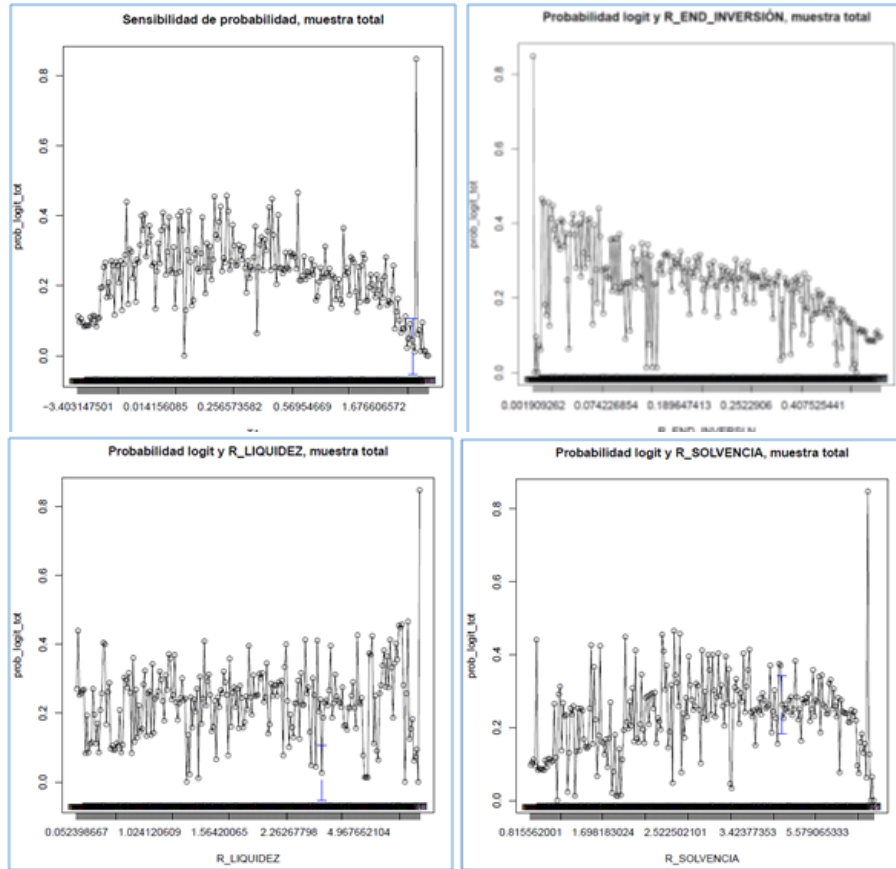 Sensibilidad de probabilidad, muestra total
prob_logit_tot
0.8
0.6
0.4
0.2
0.0
−3.403147501 0.014156085 0.256573582 0.56954669 1.676606572
Probabilidad logit y R_END_INVERSIÓN, muestra total
prob_logit_tot
0.8
0.6
0.4
0.2
0.0
0.001909262 0.074226854 0.189647413 0.2522906 0.407525441
Probabilidad logit y R_LIQUIDEZ, muestra total
prob_logit_tot
0.8
0.6
0.4
0.2
0.0
0.052398667 1.024120609 1.56420065 2.26267798 4.967662104
R_LIQUIDEZ
Probabilidad logit y R_SOLVENCIA, muestra total
prob_logit_tot
0.8
0.6
0.4
0.2
0.0
0.815562001 1.698183024 2.522502101 3.42377353 5.579065333
R_SOLVENCIA